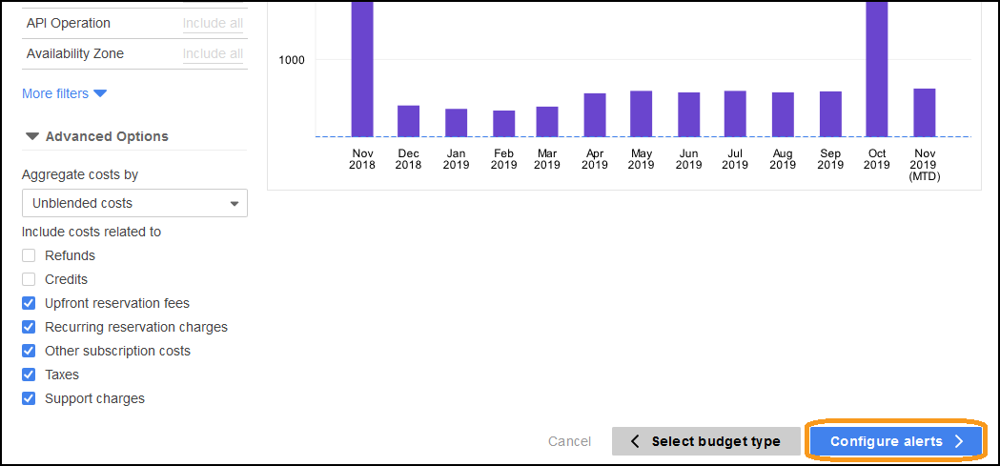 API Operation Include all
Availability Zone Include all
More filters
Advanced Options
Aggregate costs by
Unblended costs
Include costs related to
Refunds
Credits
Upfront reservation fees
Recurring reservation charges
Other subscription costs
Taxes
Support charges
1000
Nov 2018
Dec 2018
Jan 2019
Feb 2019
Mar 2019
Apr 2019
May 2019
Jun 2019
Jul 2019
Aug 2019
Sep 2019
Oct 2019
Nov 2019 (MTD)
Cancel
Select budget type
Configure alerts